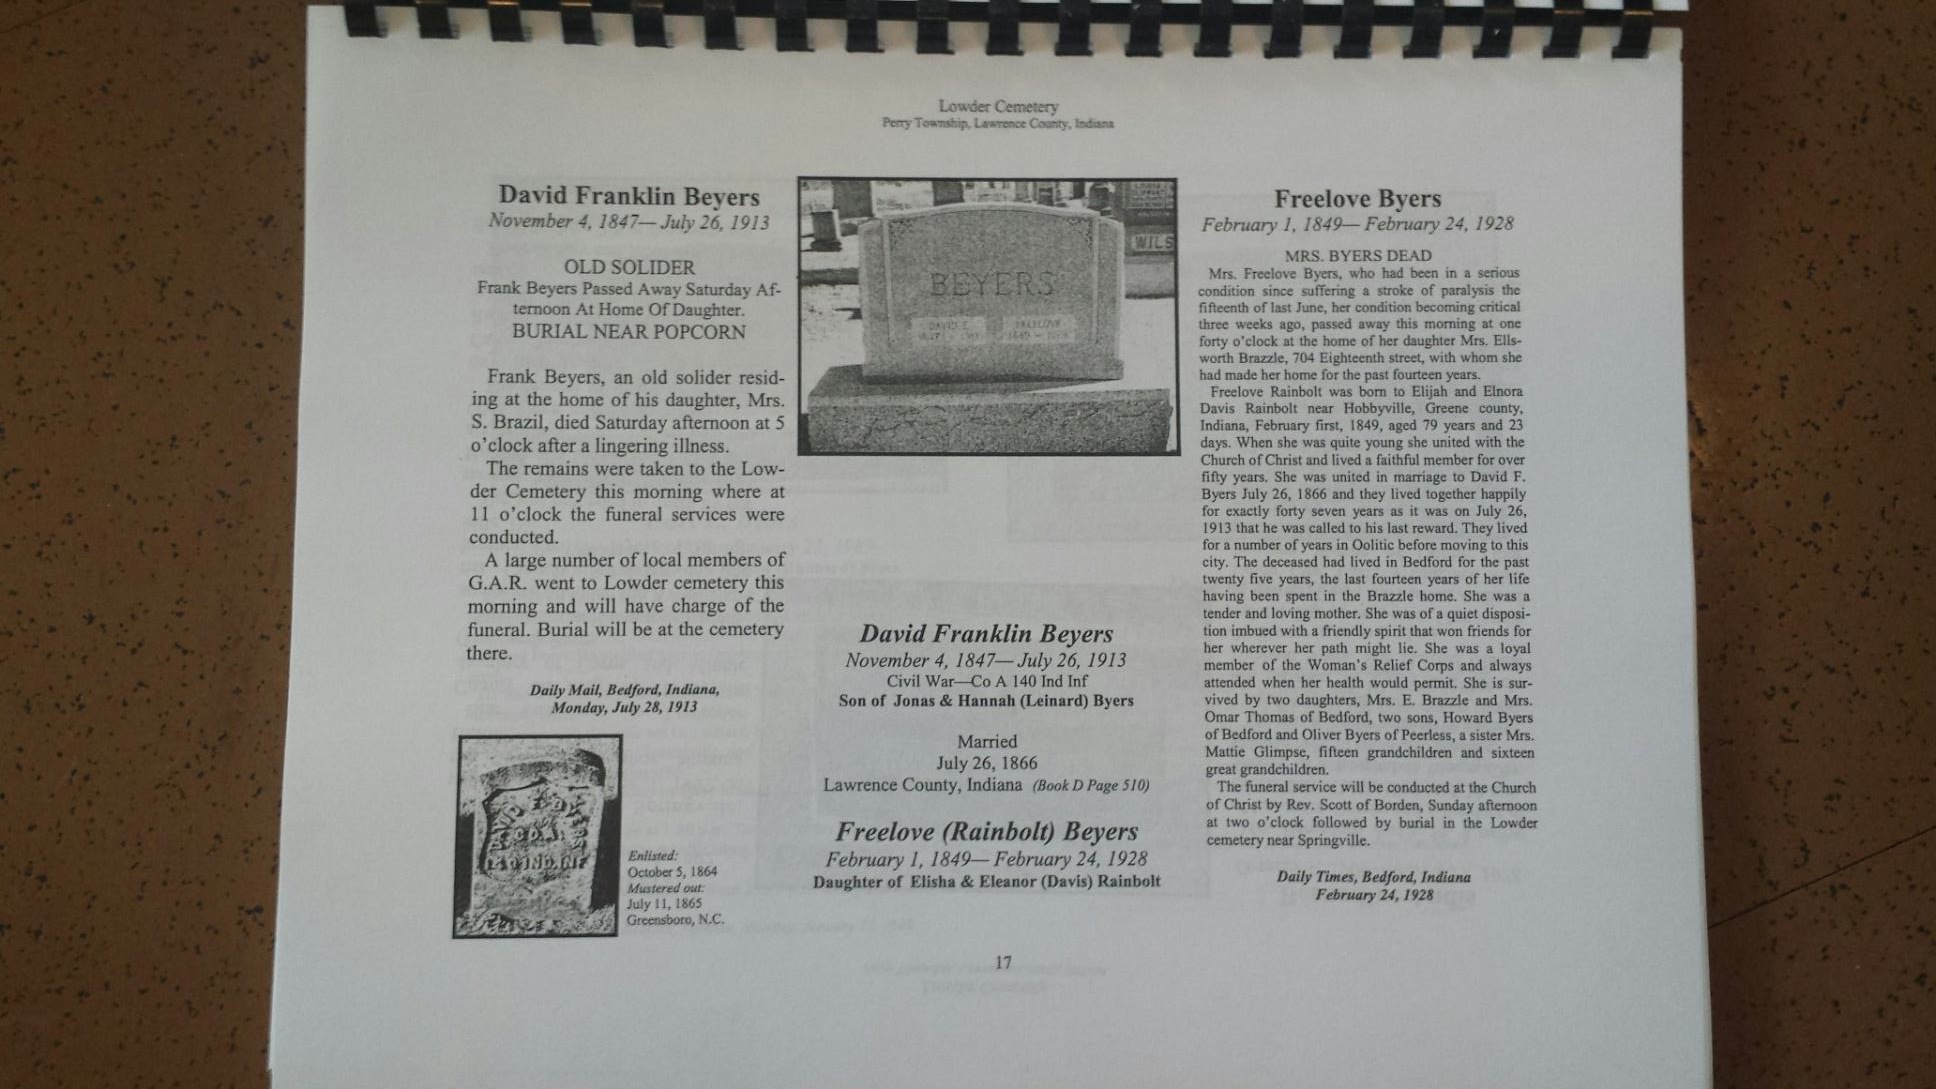 Lowder Cemetery
Perry Township, Lawrence County, Indiana
David Franklin Beyers
November 4, 1847— July 26, 1913
OLD SOLIDER
Frank Beyers Passed Away Saturday Af-
ternoon At Home Of Daughter.
BURIAL NEAR POPCORN
Frank Beyers, an old solider resid-
ing at the home of his daughter, Mrs.
S. Brazil, died Saturday afternoon at 5
o'clock after a lingering illness.
The remains were taken to the Low-
der Cemetery this morning where at
11 o'clock the funeral services were
conducted.
A large number of local members of
G.A.R. went to Lowder cemetery this
morning and will have charge of the
funeral. Burial will be at the cemetery
there.
Daily Mail, Bedford, Indiana,
Monday, July 28, 1913
Enlisted:
October 5, 1864
Mustered out:
July 11, 1865
Greensboro, N.C.
WILS
BEYERS
David Franklin Beyers
November 4, 1847— July 26, 1913
Civil War—Co A 140 Ind Inf
Son of Jonas & Hannah (Leinard) Byers
Married
July 26, 1866
Lawrence County, Indiana (Book D Page 510)
Freelove (Rainbolt) Beyers
February 1, 1849— February 24, 1928
Daughter of Elisha & Eleanor (Davis) Rainbolt
Freelove Byers
February 1, 1849— February 24, 1928
MRS. BYERS DEAD
Mrs. Freelove Byers, who had been in a serious
condition since suffering a stroke of paralysis the
fifteenth of last June, her condition becoming critical
three weeks ago, passed away this morning at one
forty o'clock at the home of her daughter Mrs. Ells-
worth Brazzle, 704 Eighteenth street, with whom she
had made her home for the past fourteen years.
Freelove Rainbolt was born to Elijah and Elnora
Davis Rainbolt near Hobbyville, Greene county,
Indiana, February first, 1849, aged 79 years and 23
days. When she was quite young she united with the
Church of Christ and lived a faithful member for over
fifty years. She was united in marriage to David F.
Byers July 26, 1866 and they lived together happily
for exactly forty seven years as it was on July 26,
1913 that he was called to his last reward. They lived
for a number of years in Oolitic before moving to this
city. The deceased had lived in Bedford for the past
twenty five years, the last fourteen years of her life
having been spent in the Brazzle home. She was a
tender and loving mother. She was of a quiet disposi-
tion imbued with a friendly spirit that won friends for
her wherever her path might lie. She was a loyal
member of the Woman's Relief Corps and always
attended when her health would permit. She is sur-
vived by two daughters, Mrs. E. Brazzle and Mrs.
Omar Thomas of Bedford, two sons, Howard Byers
of Bedford and Oliver Byers of Peerless, a sister Mrs.
Mattie Glimpse, fifteen grandchildren and sixteen
great grandchildren.
The funeral service will be conducted at the Church
of Christ by Rev. Scott of Borden, Sunday afternoon
at two o'clock followed by burial in the Lowder
cemetery near Springville.
Daily Times, Bedford, Indiana
February 24, 1928
17